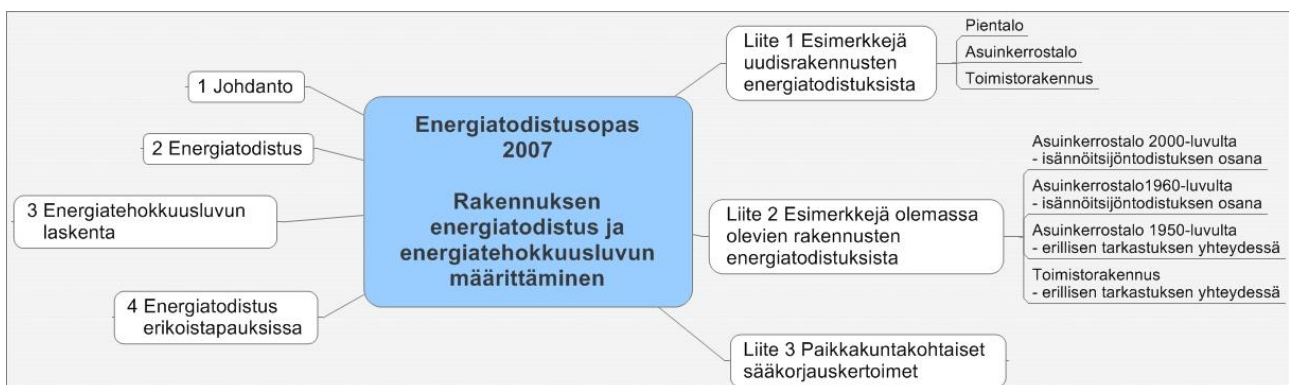 Energiatodistusopas
2007
Rakennuksen
energiatodistus ja
energiatehokkuusluvun
määrittäminen
1 Johdanto
2 Energiatodistus
3 Energiatehokkuusluvun
laskenta
4 Energiatodistus
erikoistapauksissa
Liite 1 Esimerkkejä
uudisrakennusten
energiatodistuksista
Pientalo
Asuinkerrostalo
Toimistorakennus
Liite 2 Esimerkkejä olemassa
olevien rakennusten
energiatodistuksista
Asuinkerrostalo 2000-luvulta
- isännöitsijöntodistuksen osana
Asuinkerrostalo1960-luvulta
- isännöitsijöntodistuksen osana
Asuinkerrostalo 1950-luvulta
- erillisen tarkastuksen yhteydessä
Toimistorakennus
- erillisen tarkastuksen yhteydessä
Liite 3 Paikkakuntakohtaiset
sääkorjauskertoimet